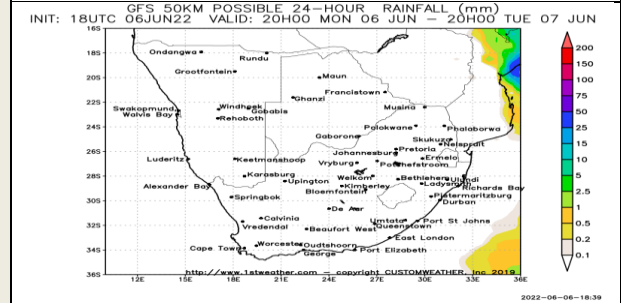 GFS 50KM POSSIBLE 24-HOUR RAINFALL (mm)
INIT: 18UTC 06JUN22 VALID: 20H00 MON 06 JUN - 20H00 TUE 07 JUN
16S
18S
20S
22S
24S
26S
28S
30S
32S
34S
36S
Ondangwa
Rundu
Grootfontein
Maun
Francistown
Ghanzi
Musina
Swakopmund
Windhoek
Gobabis
Walvis Bay
Rehoboth
Polokwane
Phalaborwa
Gaborone
Skukuza
Nelspruit
Johannesburg
Pretoria
Luderitz
Keetmanshoop
Vryburg
Potchefstroom
Ermelo
Karasburg
Upington
Welkom
Bethlehem
Ulundi
Alexander Bay
Kimberley
Ladysmith
Richards Bay
Springbok
Bloemfontein
Pietermaritzburg
Durban
De Aar
Calvinia
Umtata
Port St Johns
Vredendal
Beaufort West
Queenstown
East London
Cape Town
Worcester
Oudtshoorn
George
Port Elizabeth
http://www.1stweather.com - copyright CUSTOMWEATHER, Inc 2019
12E 15E 18E 21E 24E 27E 30E 33E 36E
200
150
100
75
50
25
15
10
5
2.5
1
0.5
0.2
0.1
2022-06-06-18:39